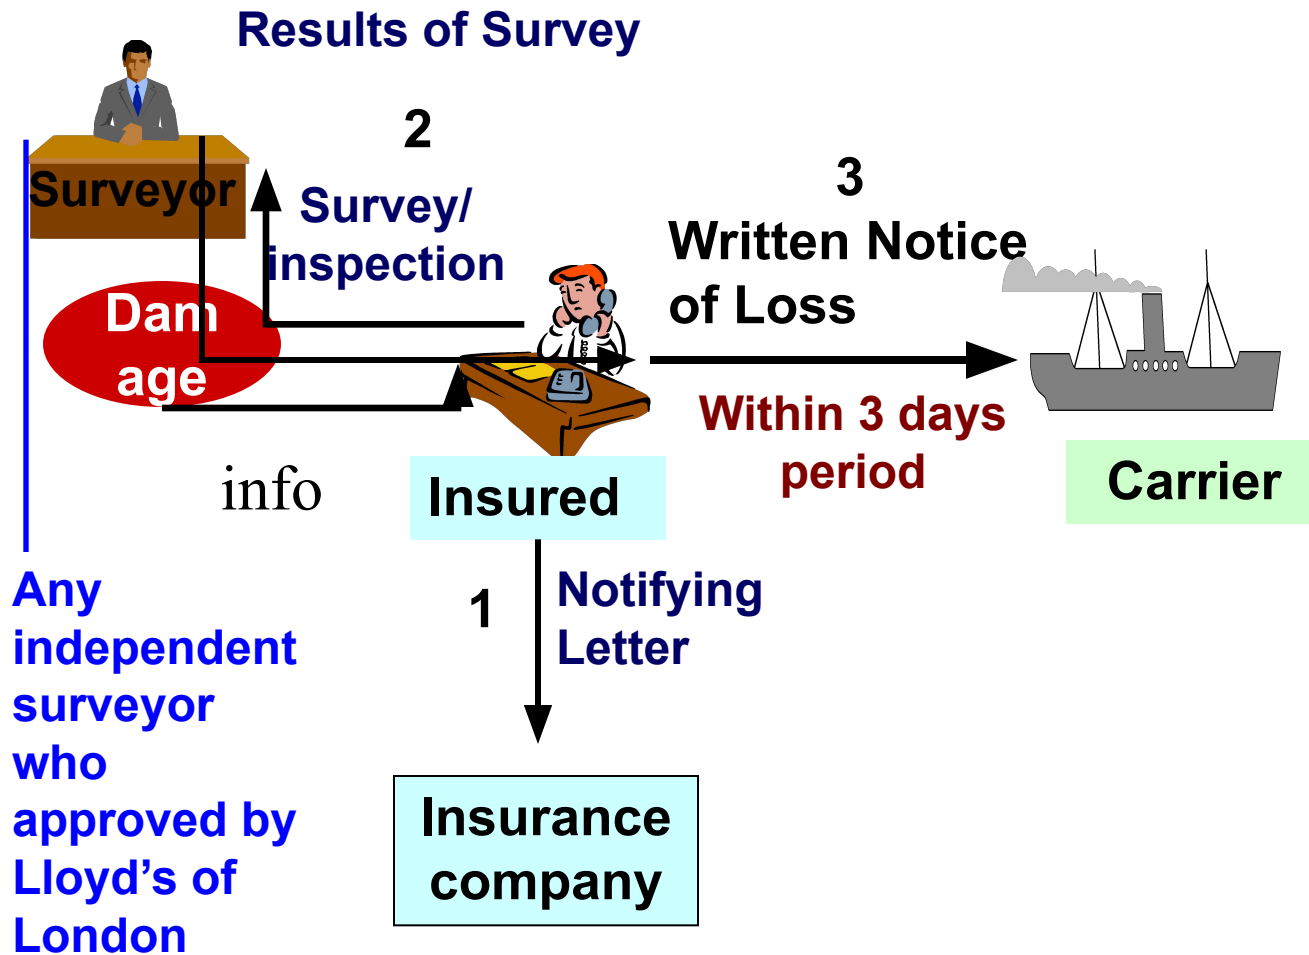 Results of Survey
2
Surveyor
Survey/
inspection
3
Written Notice
of Loss
Dam
age
Within 3 days
period
info
Insured
Carrier
1
Notifying
Letter
Any
independent
surveyor
who
approved by
Lloyd’s of
London
Insurance
company